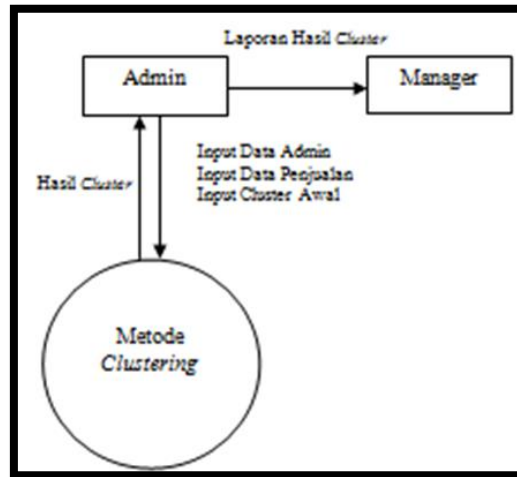 Laporan Hasil Cluster
Admin
Manager
Input Data Admin
Input Data Penjualan
Input Cluster Awal
Hasil Cluster
Metode
Clustering